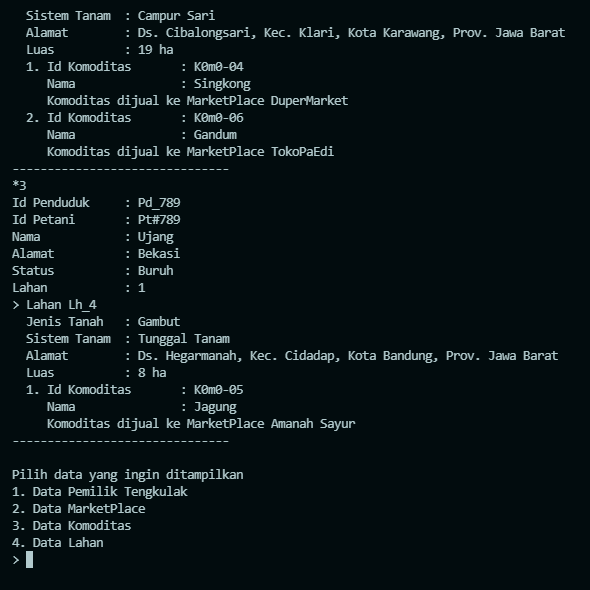 Sistem Tanam  : Campur Sari
Alamat        : Ds. Cibalongsari, Kec. Klari, Kota Karawang, Prov. Jawa Barat
Luas          : 19 ha
1. Id Komoditas       : K0m0-04
Nama               : Singkong
Komoditas dijual ke MarketPlace DuperMarket
2. Id Komoditas       : K0m0-06
Nama               : Gandum
Komoditas dijual ke MarketPlace TokoPaEdi
-------------------------------
*3
Id Penduduk     : Pd_789
Id Petani       : Pt#789
Nama            : Ujang
Alamat          : Bekasi
Status          : Buruh
Lahan           : 1
> Lahan Lh_4
Jenis Tanah   : Gambut
Sistem Tanam  : Tunggal Tanam
Alamat        : Ds. Hegarmanah, Kec. Cidadap, Kota Bandung, Prov. Jawa Barat
Luas          : 8 ha
1. Id Komoditas       : K0m0-05
Nama               : Jagung
Komoditas dijual ke MarketPlace Amanah Sayur
-------------------------------
Pilih data yang ingin ditampilkan
1. Data Pemilik Tengkulak
2. Data MarketPlace
3. Data Komoditas
4. Data Lahan
>